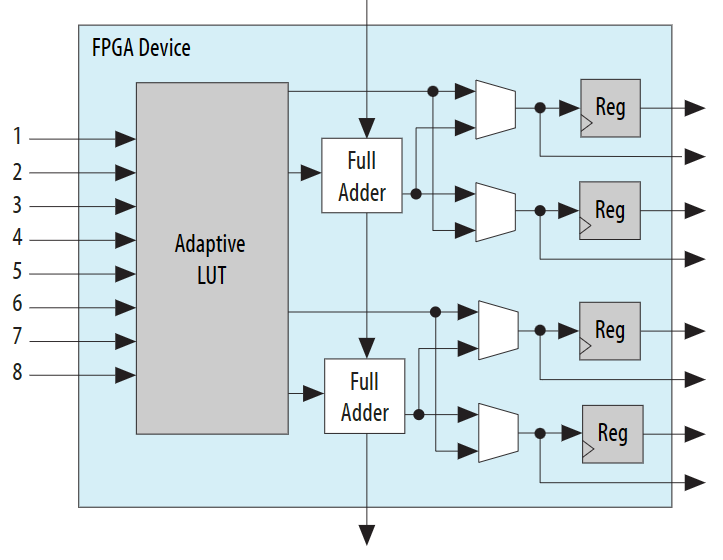 FPGA Device
1
2
3
4
5
6
7
8
Adaptive
LUT
Full
Adder
Full
Adder
Reg
Reg
Reg
Reg